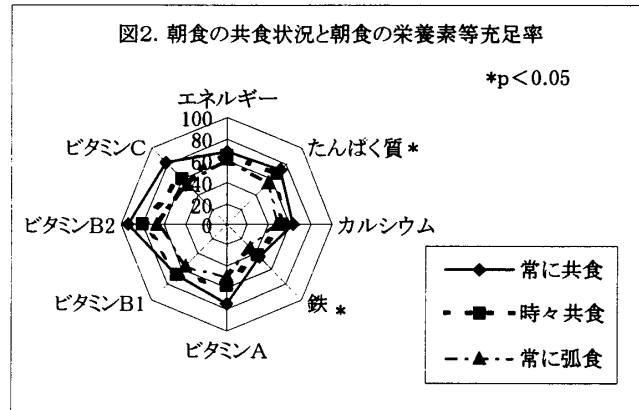 図2. 朝食の共食状況と朝食の栄養素等充足率
*p<0.05
エネルギー
100
80
60
40
20
0
たんぱく質 *
カルシウム
鉄 *
ビタミンA
ビタミンB1
ビタミンB2
ビタミンC
常に共食
時々共食
常に弧食